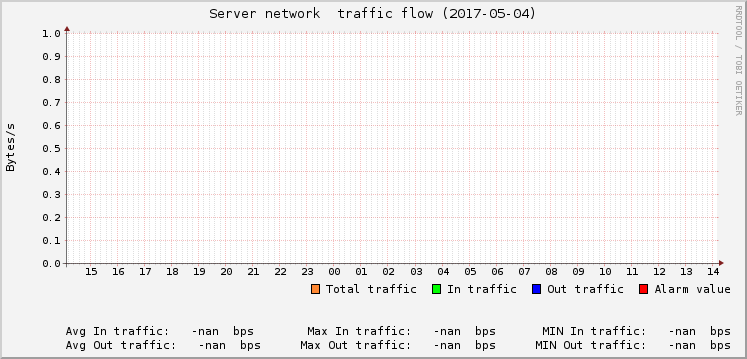 Server network  traffic flow (2017-05-04)
RRDTOOL / TOBI OETIKER
Bytes/s
1.0
0.9
0.8
0.7
0.6
0.5
0.4
0.3
0.2
0.1
0.0
15 16 17 18 19 20 21 22 23 00 01 02 03 04 05 06 07 08 09 10 11 12 13 14
Total traffic In traffic Out traffic Alarm value
Avg In traffic: -nan bps Max In traffic: -nan bps MIN In traffic: -nan bps
Avg Out traffic: -nan bps Max Out traffic: -nan bps MIN Out traffic: -nan bps